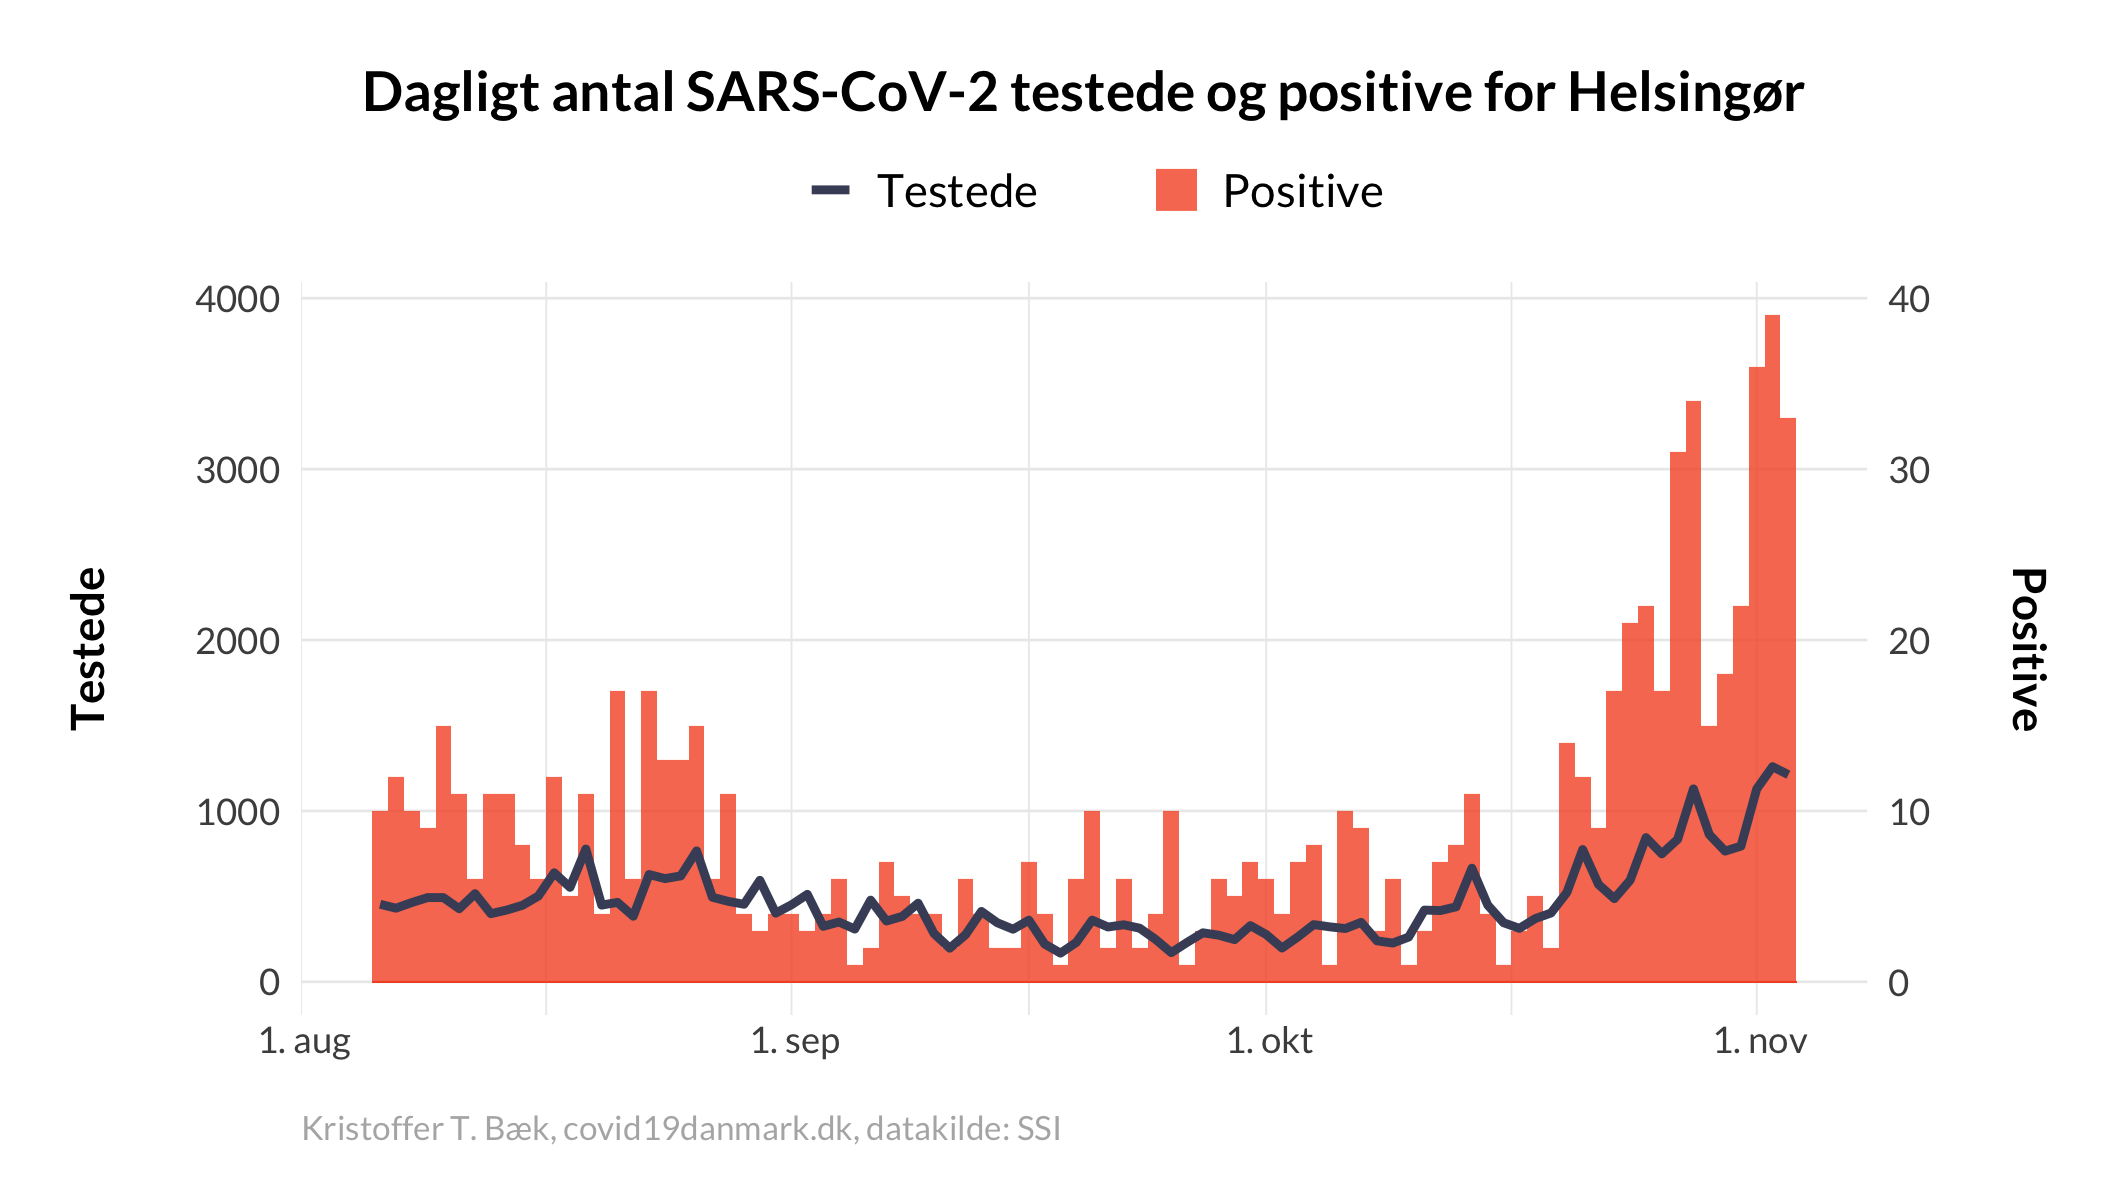 Dagligt antal SARS-CoV-2 testede og positive for Helsingør
Testede Positive
4000 40
3000 30
2000 20
1000 10
0 0
Testede
Positive
1. aug 1. sep 1. okt 1. nov
Kristoffer T. Bæk, covid19danmark.dk, datakilde: SSI